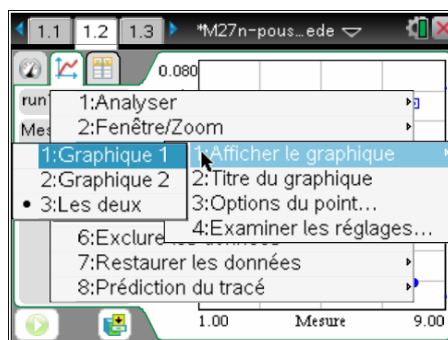 1.1 1.2 1.3 *M27n-pous...ede
0.080
run
1:Analyser
Mes
2:Fenêtre/Zoom
1:Graphique 1
1:Afficher le graphique
2:Graphique 2
2:Titre du graphique
• 3:Les deux
3:Options du point...
4:Examiner les réglages...
6:Exclure les données
7:Restaurer les données
8:Prédiction du tracé
1.00 Mesure 9.00